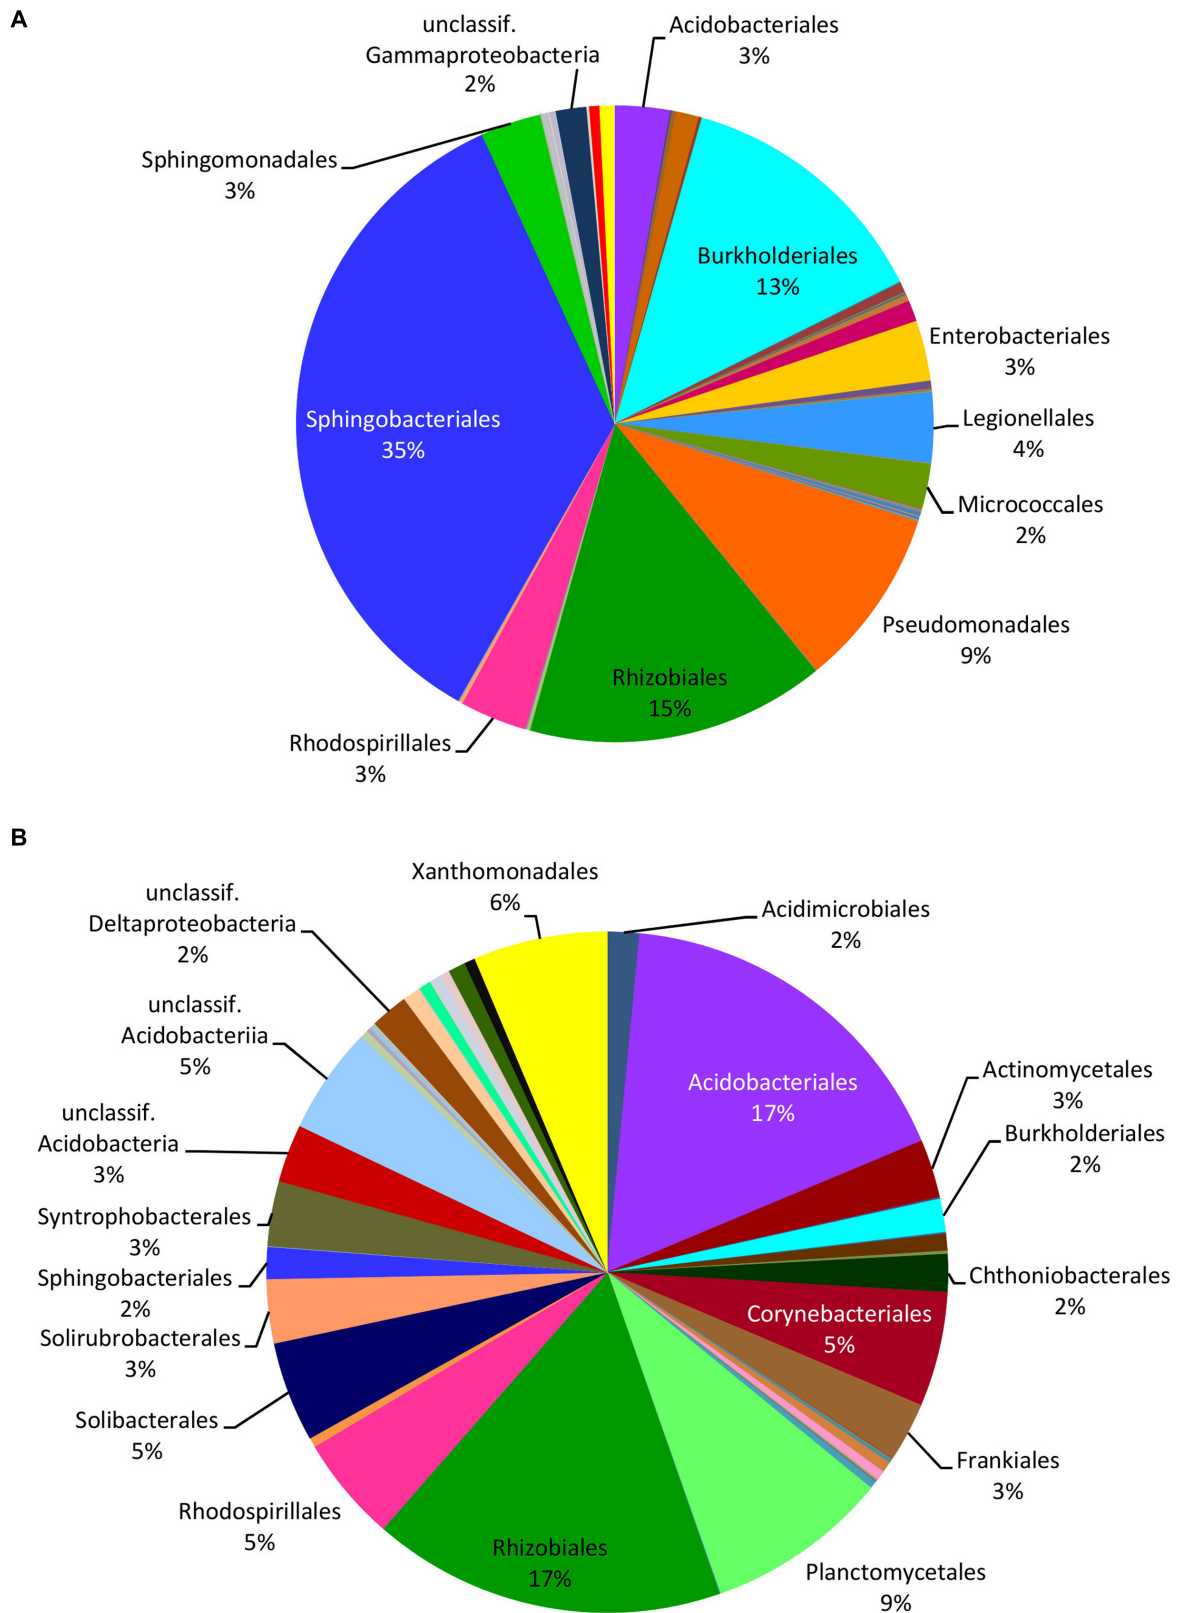 A
unclassif.
Gammaproteobacteria
2%
Acidobacteriales
3%
Sphingomonadales
3%
Burkholderiales
13%
Enterobacteriales
3%
Sphingobacteriales
35%
Legionellales
4%
Micrococcales
2%
Pseudomonadales
9%
Rhizobiales
15%
Rhodospirillales
3%
B
Xanthomonadales
6%
unclassif.
Deltaproteobacteria
2%
Acidimicrobiales
2%
unclassif.
Acidobacteriia
5%
Acidobacteriales
17%
Actinomycetales
3%
unclassif.
Acidobacteria
3%
Burkholderiales
2%
Syntrophobacterales
3%
Sphingobacteriales
2%
Chthoniobacterales
2%
Corynebacteriales
5%
Solirubrobacterales
3%
Solibacterales
5%
Frankiales
3%
Rhodospirillales
5%
Rhizobiales
17%
Planctomycetales
9%